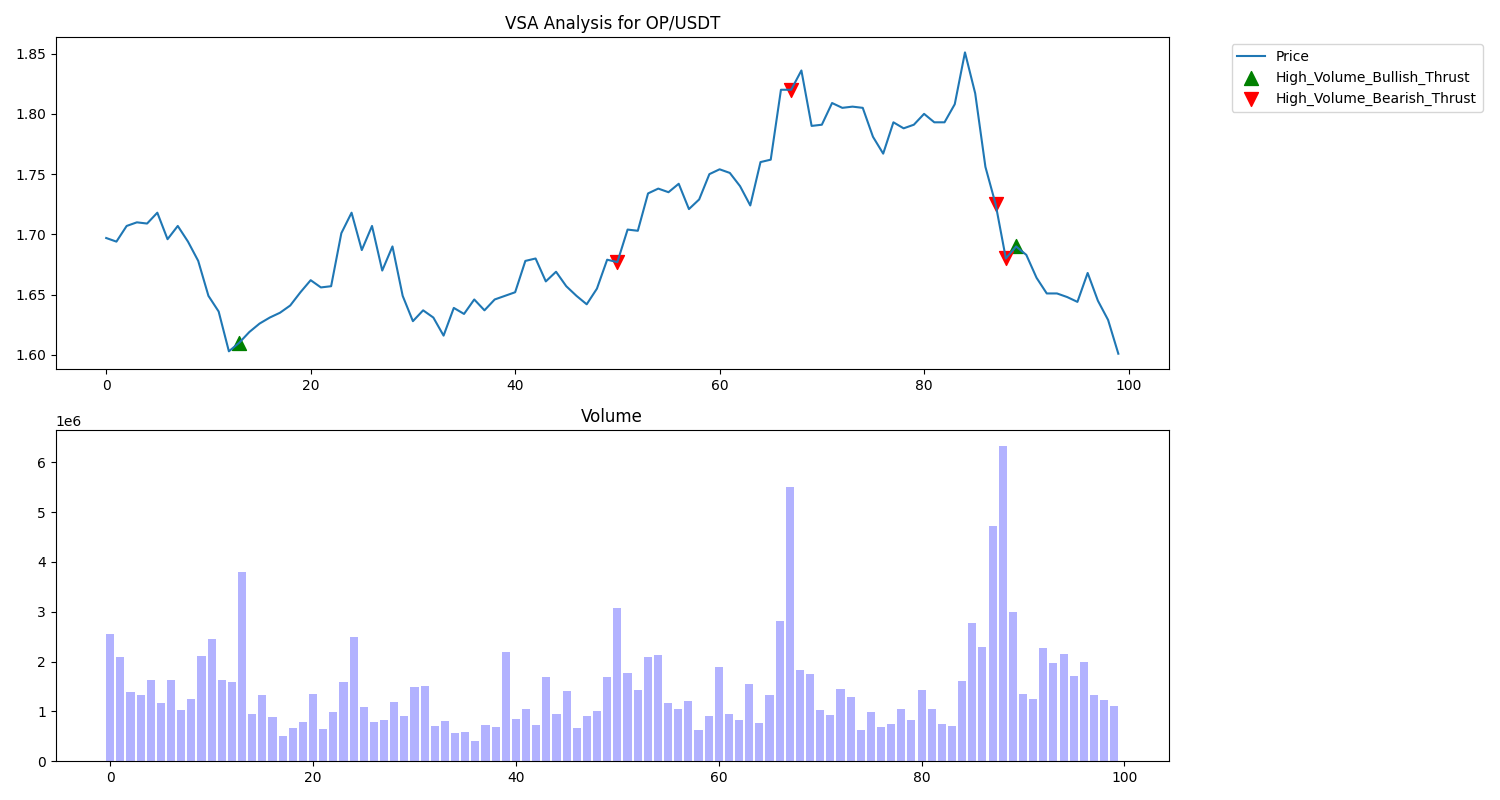 VSA Analysis for OP/USDT
1.85
1.80
1.75
1.70
1.65
1.60
0 20 40 60 80 100
Price
High_Volume_Bullish_Thrust
High_Volume_Bearish_Thrust
Volume
1e6
6
5
4
3
2
1
0
0 20 40 60 80 100